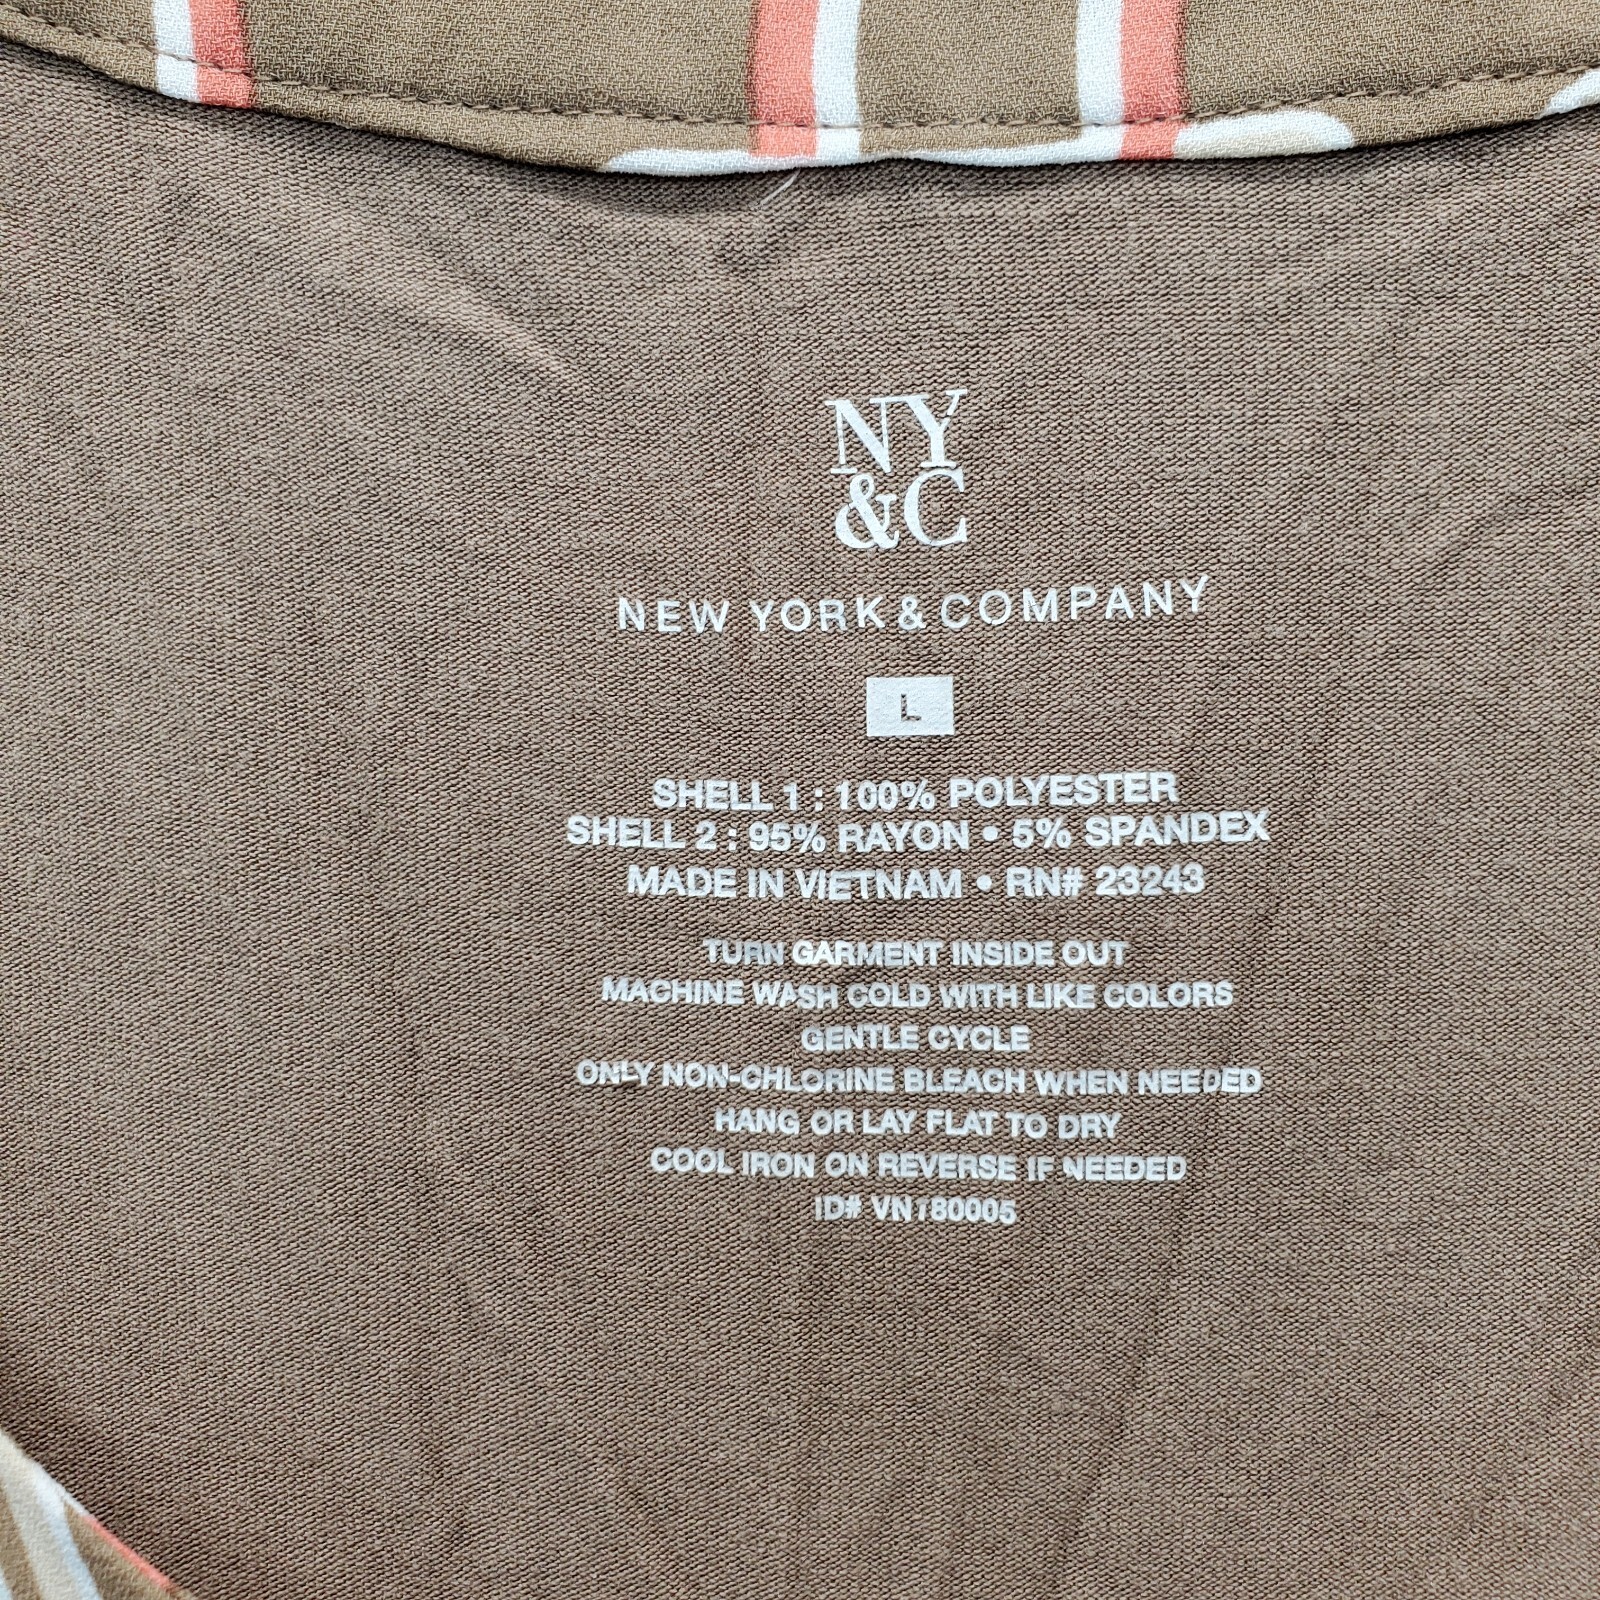 NY
&C
NEW YORK & COMPANY
L
SHELL 1 : 100% POLYESTER
SHELL 2 : 95% RAYON • 5% SPANDEX
MADE IN VIETNAM • RN# 23243
TURN GARMENT INSIDE OUT
MACHINE WASH COLD WITH LIKE COLORS
GENTLE CYCLE
ONLY NON-CHLORINE BLEACH WHEN NEEDED
HANG OR LAY FLAT TO DRY
COOL IRON ON REVERSE IF NEEDED
ID# VN180005